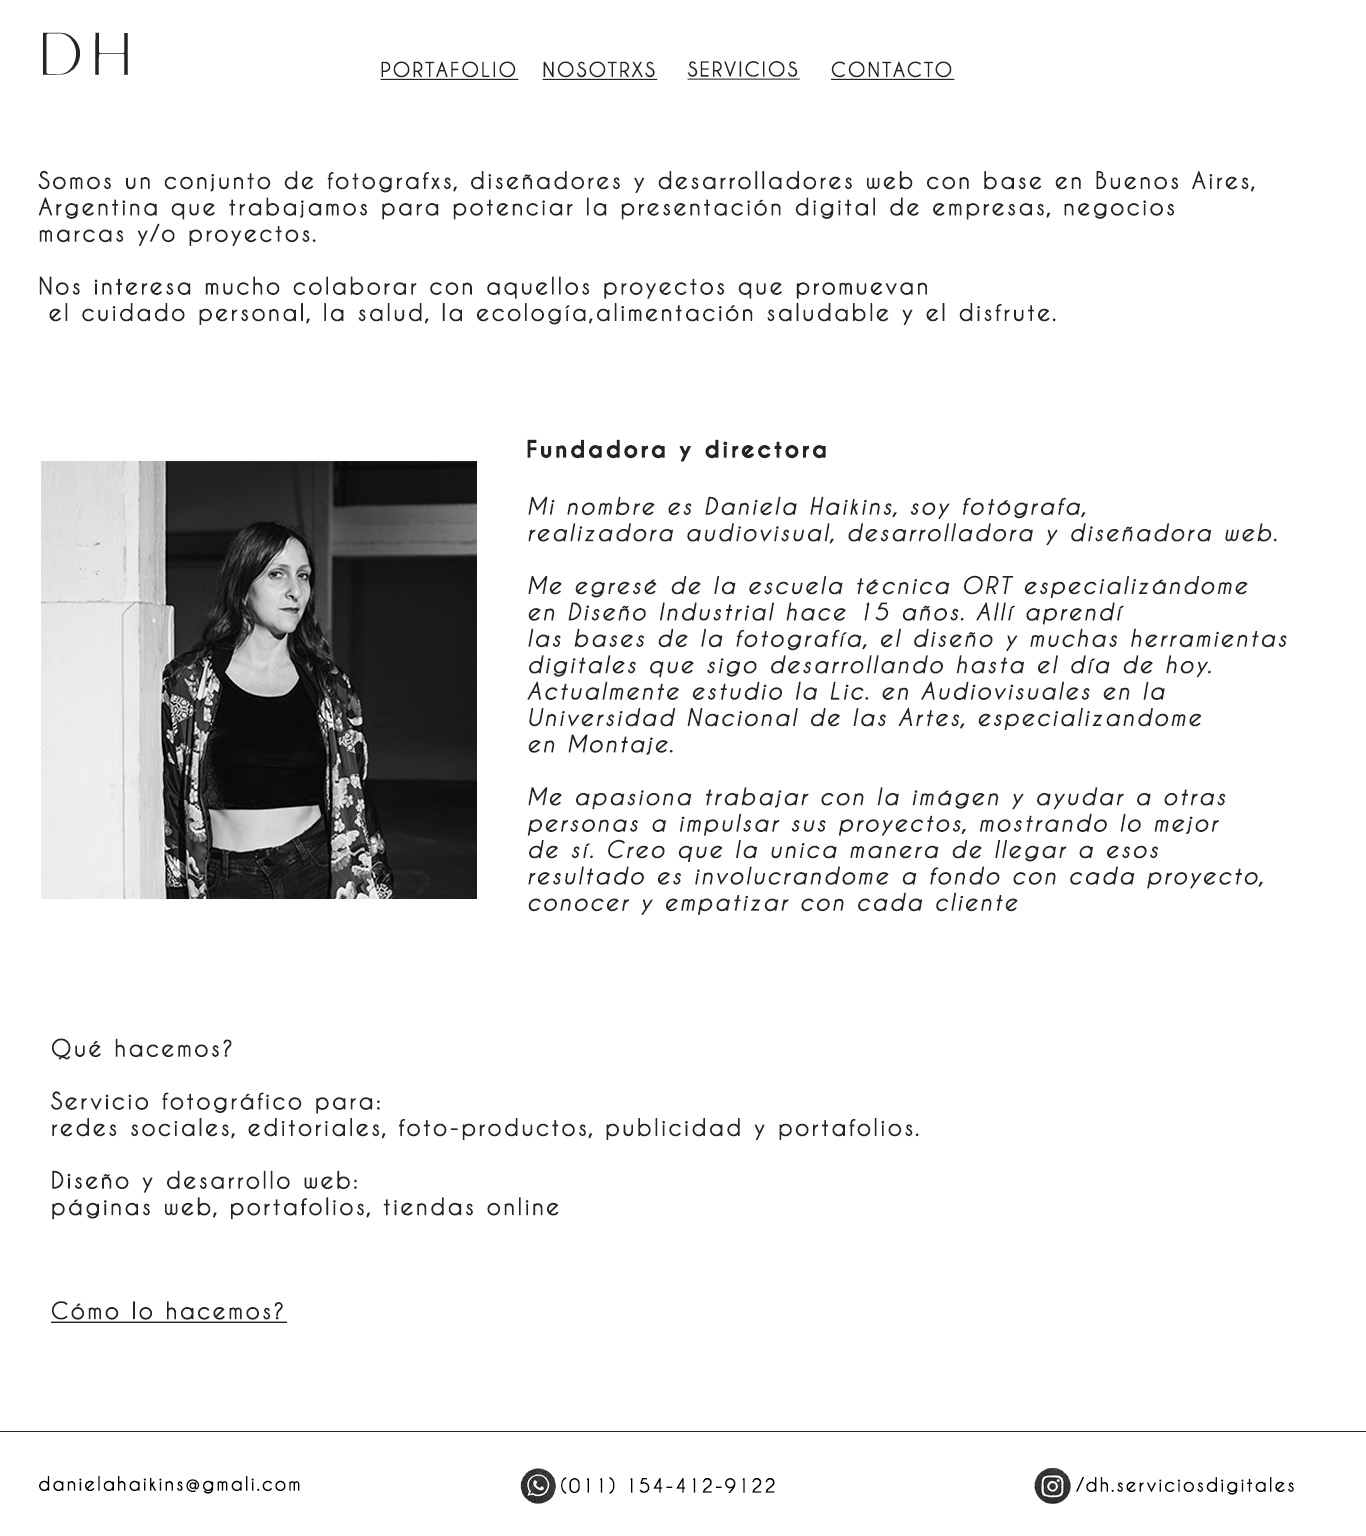 DH
PORTAFOLIO NOSOTRXS SERVICIOS CONTACTO
Somos un conjunto de fotografxs, diseñadores y desarrolladores web con base en Buenos Aires,
Argentina que trabajamos para potenciar la presentación digital de empresas, negocios
marcas y/o proyectos.
Nos interesa mucho colaborar con aquellos proyectos que promuevan
el cuidado personal, la salud, la ecología,alimentación saludable y el disfrute.
Fundadora y directora
Mi nombre es Daniela Haikins, soy fotógrafa,
realizadora audiovisual, desarrolladora y diseñadora web.
Me egresé de la escuela técnica ORT especializándome
en Diseño Industrial hace 15 años. Allí aprendí
las bases de la fotografía, el diseño y muchas herramientas
digitales que sigo desarrollando hasta el día de hoy.
Actualmente estudio la Lic. en Audiovisuales en la
Universidad Nacional de las Artes, especializandome
en Montaje.
Me apasiona trabajar con la imágen y ayudar a otras
personas a impulsar sus proyectos, mostrando lo mejor
de sí. Creo que la unica manera de llegar a esos
resultado es involucrandome a fondo con cada proyecto,
conocer y empatizar con cada cliente
Qué hacemos?
Servicio fotográfico para:
redes sociales, editoriales, foto-productos, publicidad y portafolios.
Diseño y desarrollo web:
páginas web, portafolios, tiendas online
Cómo lo hacemos?
danielahaikins@gmali.com (011) 154-412-9122 /dh.serviciosdigitales